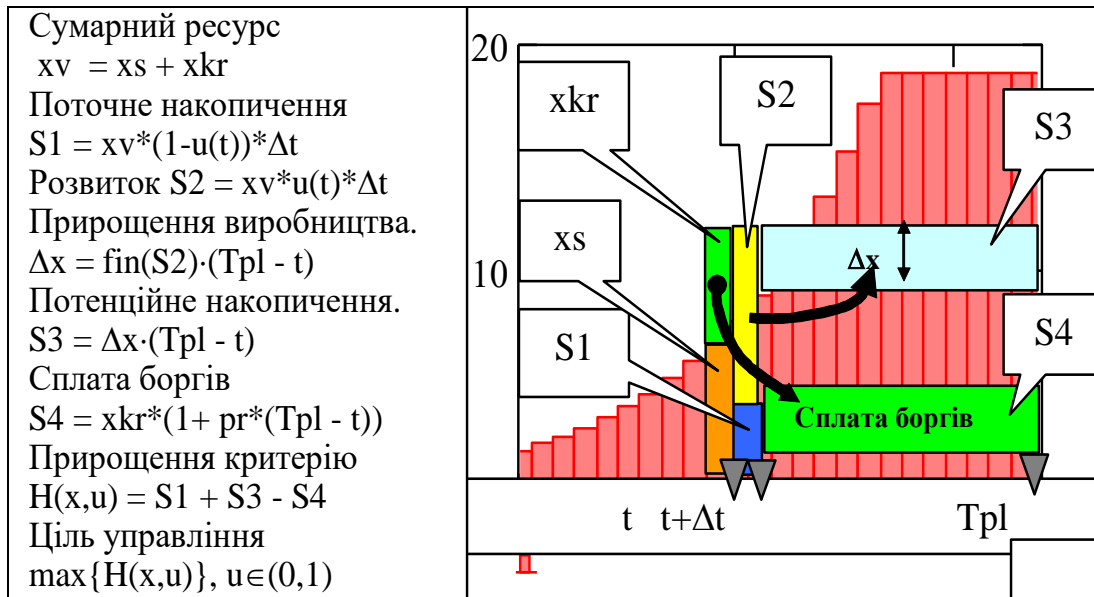 Сумарний ресурс
xv = xs + xkr
Поточне накопичення
S1 = xv*(1-u(t))*Δt
Розвиток S2 = xv*u(t)*Δt
Прирощення виробництва.
Δx = fin(S2)·(Tpl - t)
Потенційне накопичення.
S3 = Δx·(Tpl - t)
Сплата боргів
S4 = xkr*(1+ pr*(Tpl - t))
Прирощення критерію
H(x,u) = S1 + S3 - S4
Ціль управління
max{H(x,u)}, u∈(0,1)
20
xkr
S2
S3
xs
Δx
10
S1
S4
Сплата боргів
t t+Δt Tpl